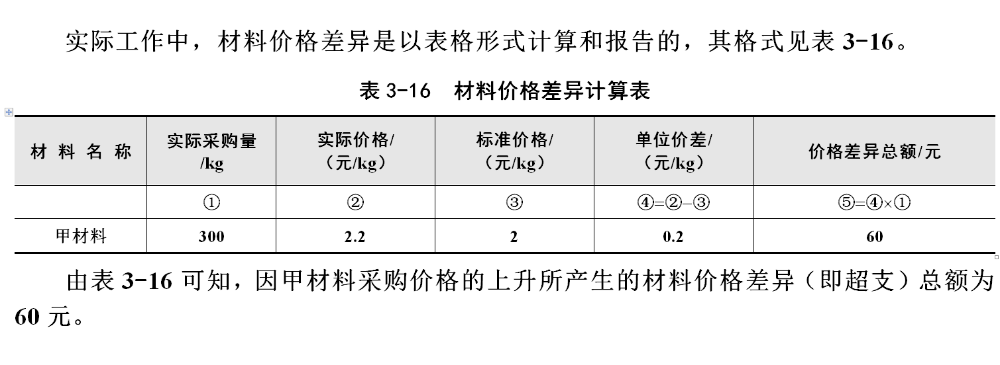 实际工作中，材料价格差异是以表格形式计算和报告的，其格式见表 3-16。
表 3-16 材料价格差异计算表
材料名称 实际采购量/kg 实际价格/（元/kg） 标准价格/（元/kg） 单位价差/（元/kg） 价格差异总额/元
① ② ③ ④=②-③ ⑤=④×①
甲材料 300 2.2 2 0.2 60
由表 3-16 可知，因甲材料采购价格的上升所产生的材料价格差异（即超支）总额为
60 元。